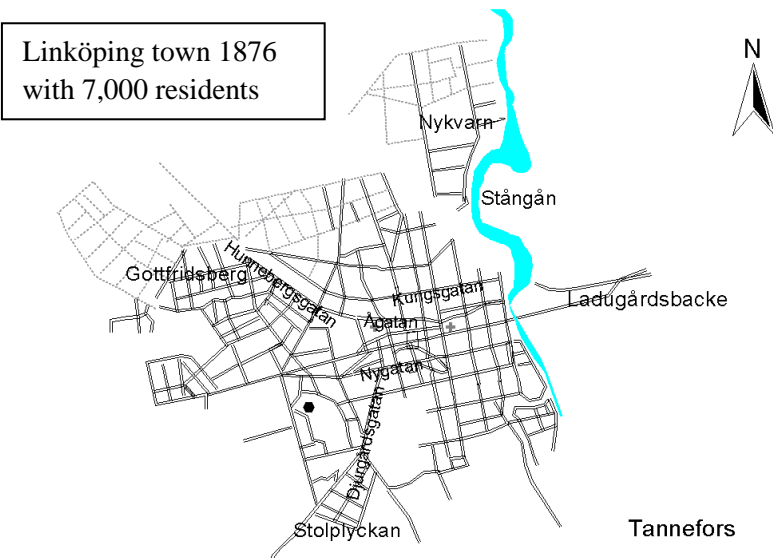 Linköping town 1876
with 7,000 residents
N
Nykvarn
Stångån
Gottfridsberg
Hunnebergsgatan
Kungsgatan
Ladugårdsbacke
Ågatan
Nygatan
Djurgårdsgatan
Stolplyckan
Tannefors